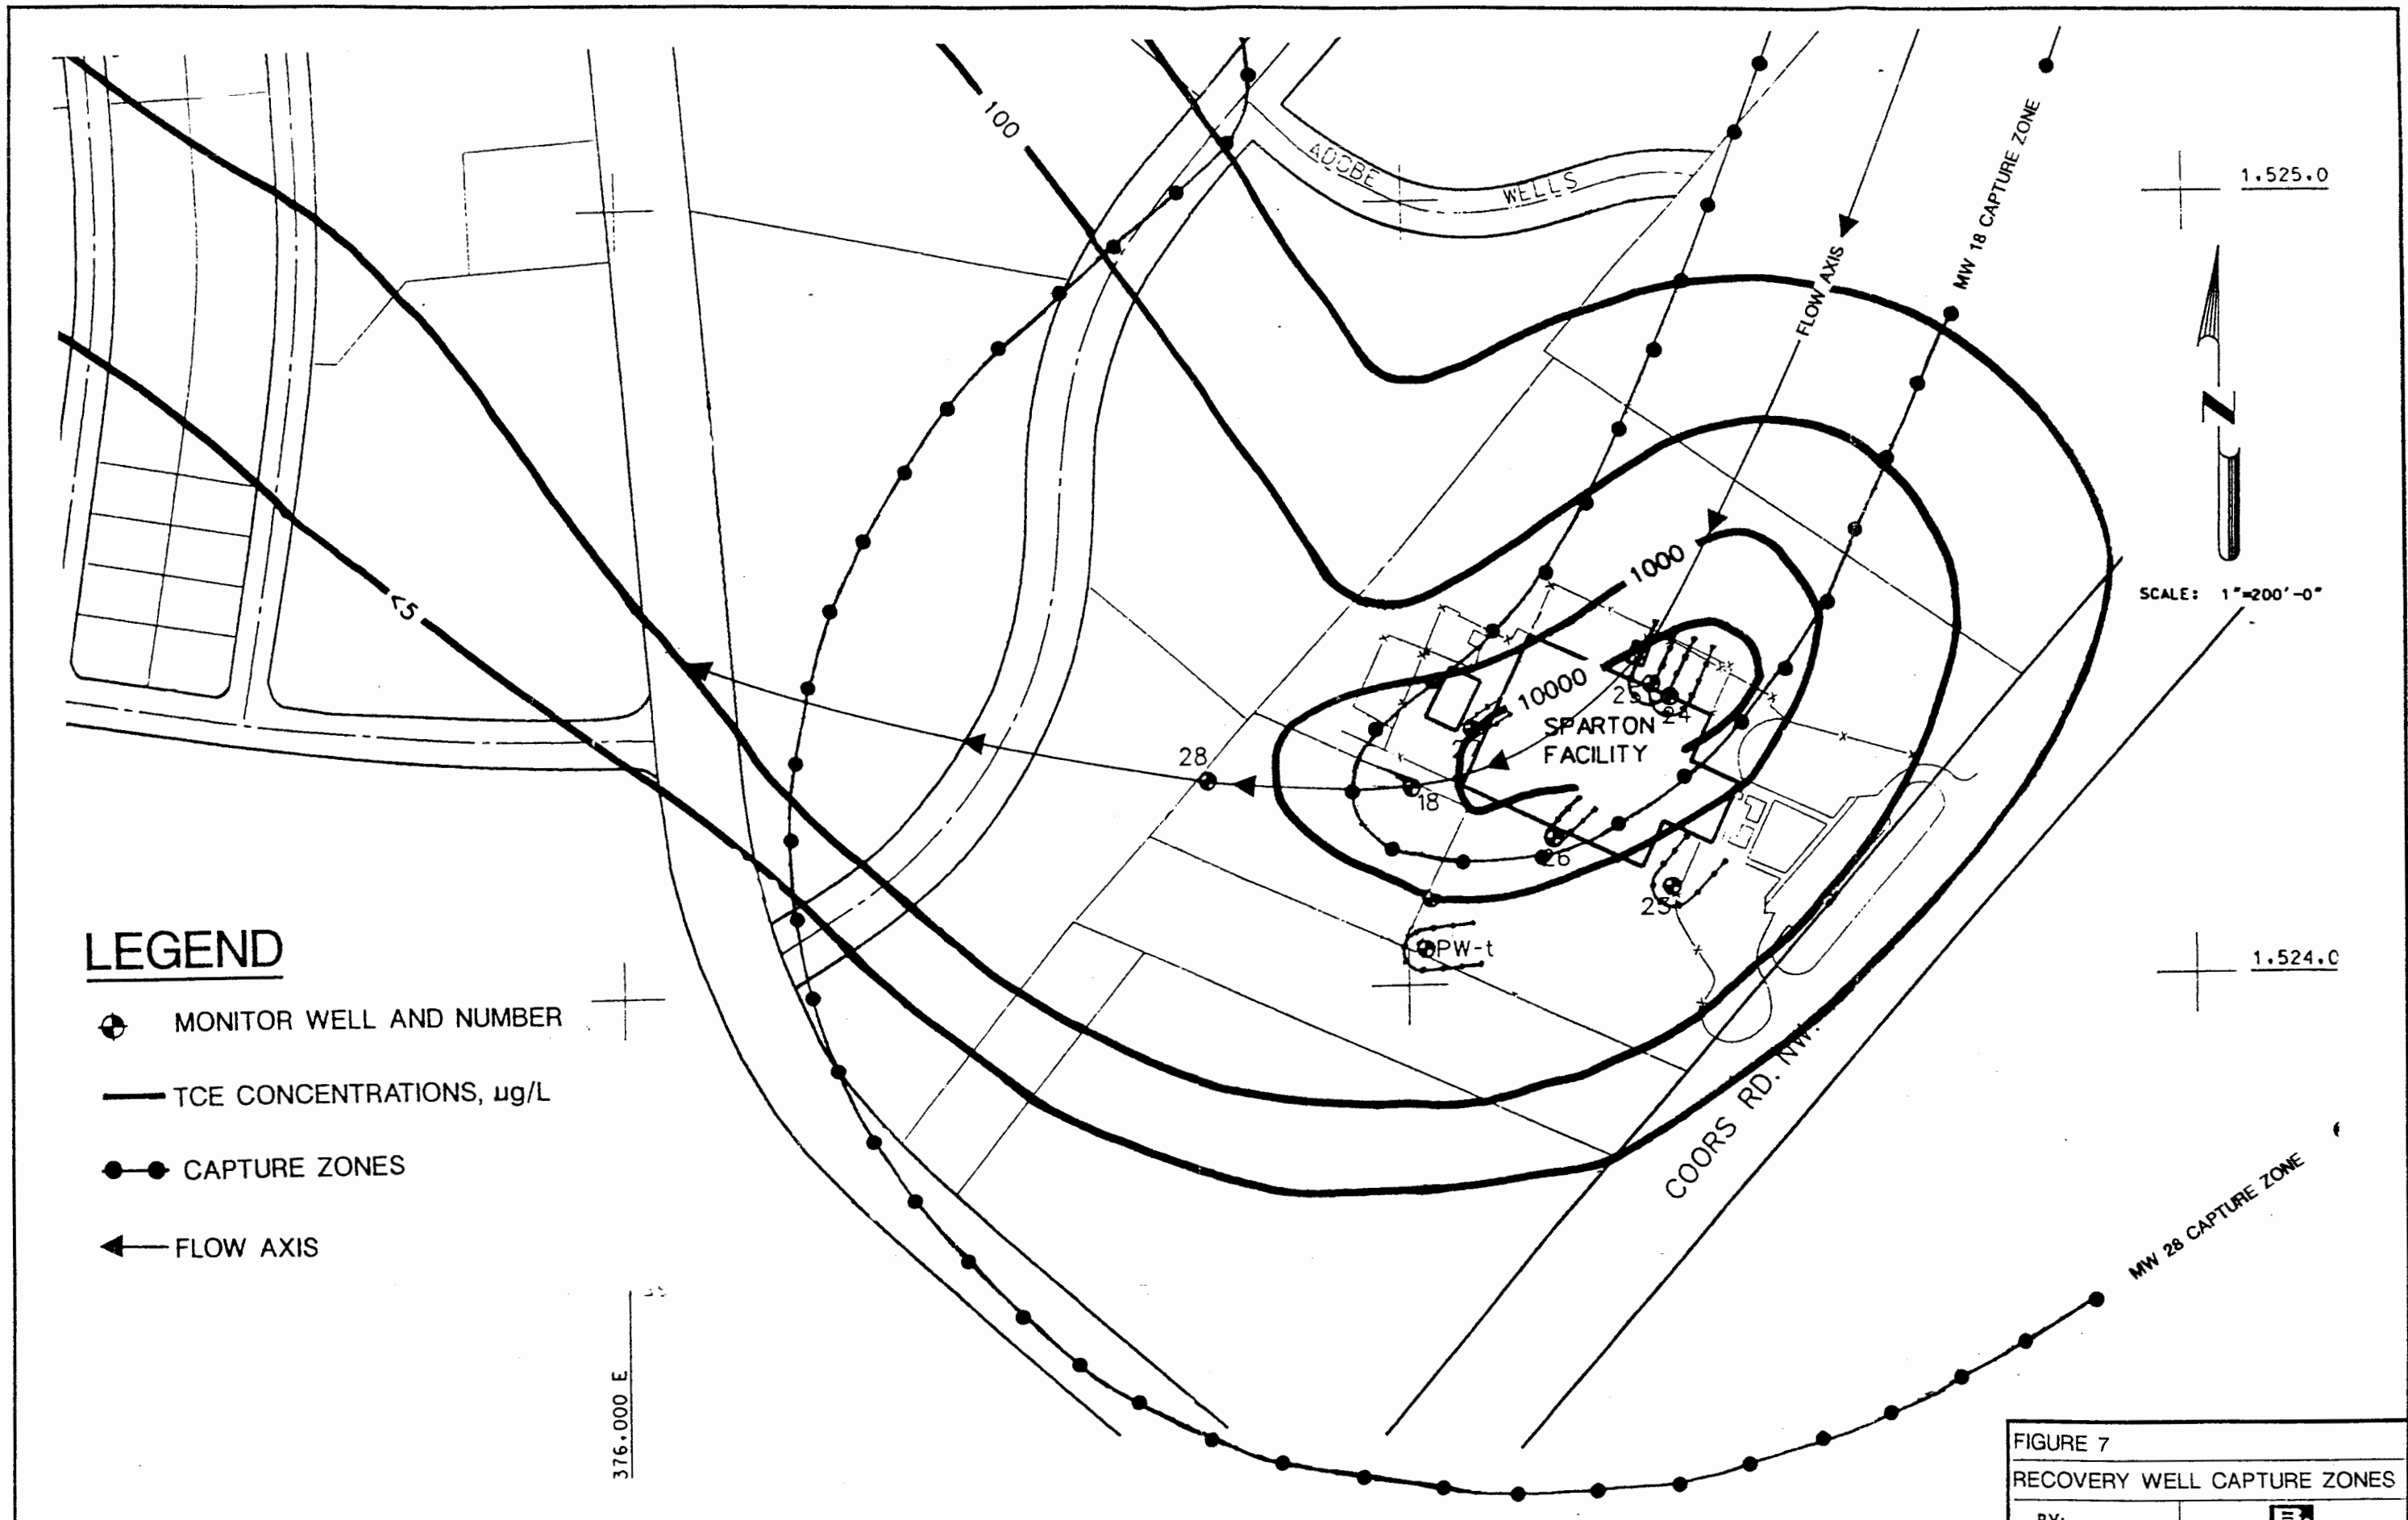 100
ADOBE WELLS
MW 18 CAPTURE ZONE
1.525.0
FLOW AXIS
N
SCALE: 1"=200'-0"
<5
1000
10000
SPARTON
FACILITY
24
28
18
26
PW-t
1.524.0
COORS RD. NW.
MW 28 CAPTURE ZONE
376.000 E
LEGEND
MONITOR WELL AND NUMBER
TCE CONCENTRATIONS, µg/L
CAPTURE ZONES
FLOW AXIS
FIGURE 7
RECOVERY WELL CAPTURE ZONES